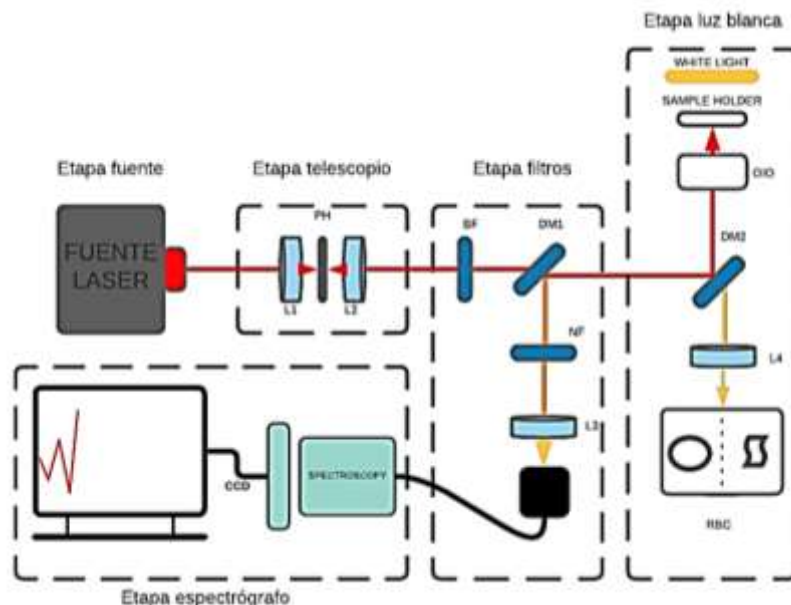 Etapa luz blanca
WHITE LIGHT
SAMPLE HOLDER
OIO
DM2
L4
RBC
Etapa fuente
FUENTE
LASER
Etapa telescopio
PH
L1
L2
Etapa filtros
BF
DM1
NF
L3
CCD
SPECTROSCOPY
Etapa espectrógrafo